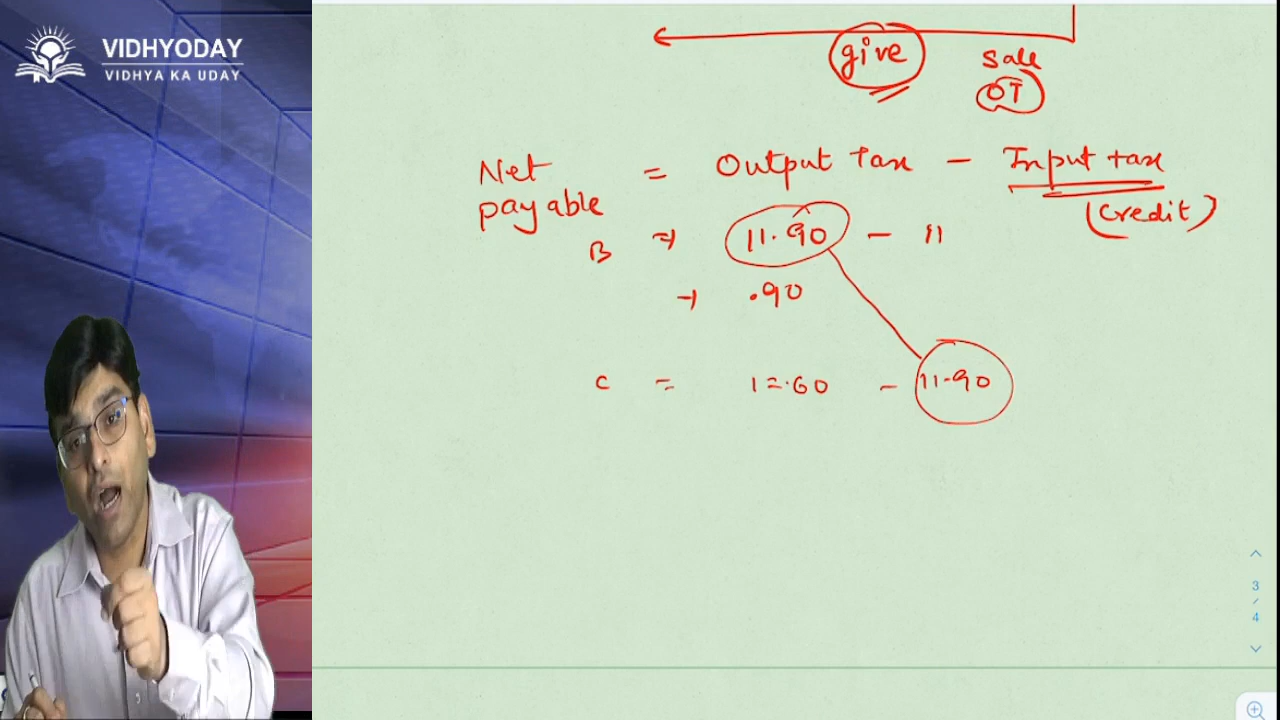 VIDHYODAY
VIDHYA KA UDAY
give
sale
OT
Net payable = Output Tax - Input tax
(credit)
B ⇒ 11.90 - 11
→ .90
C = 12.60 - 11.90
3
/
4